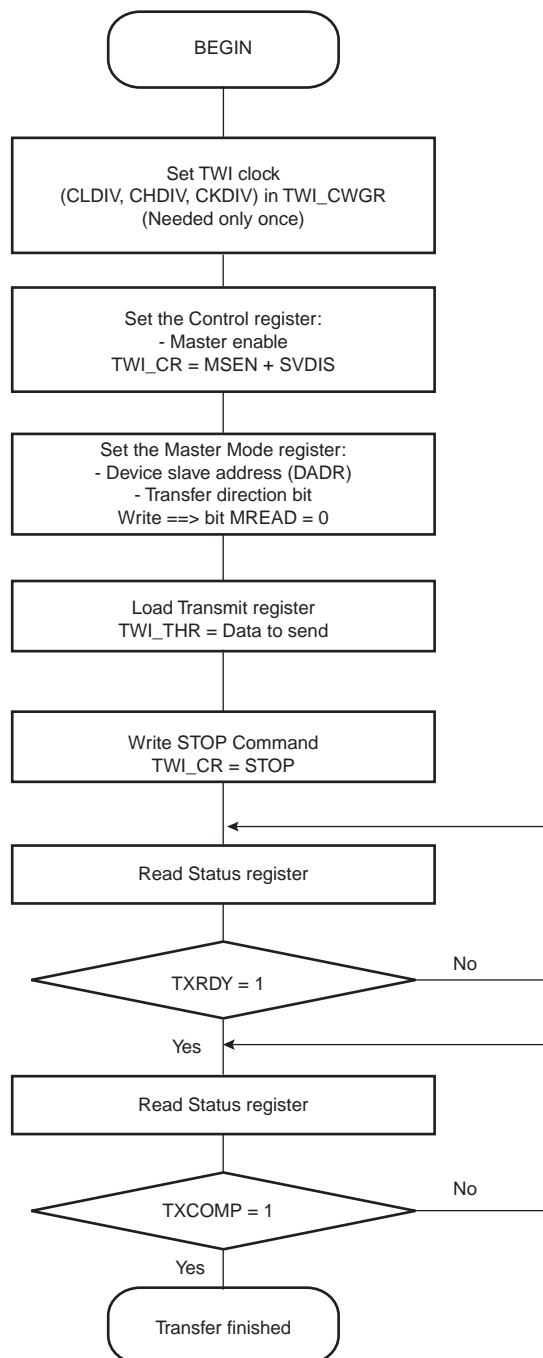 BEGIN
Set TWI clock
(CLDIV, CHDIV, CKDIV) in TWI_CWGR
(Needed only once)
Set the Control register:
- Master enable
TWI_CR = MSEN + SVDIS
Set the Master Mode register:
- Device slave address (DADR)
- Transfer direction bit
Write ==> bit MREAD = 0
Load Transmit register
TWI_THR = Data to send
Write STOP Command
TWI_CR = STOP
Read Status register
TXRDY = 1
No
Yes
Read Status register
TXCOMP = 1
No
Yes
Transfer finished